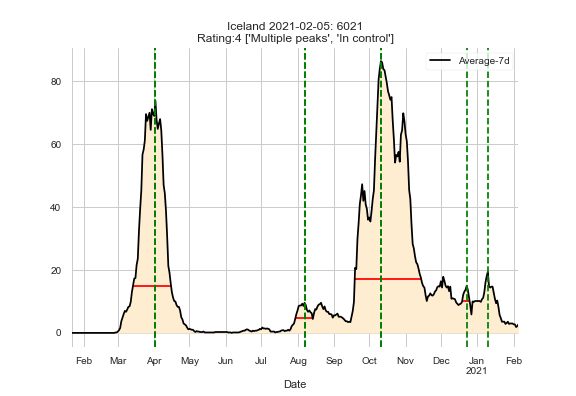 Iceland 2021-02-05: 6021
Rating:4 ['Multiple peaks', 'In control']
Average-7d
80
60
40
20
0
Feb Mar Apr May Jun Jul Aug Sep Oct Nov Dec Jan Feb
2021
Date